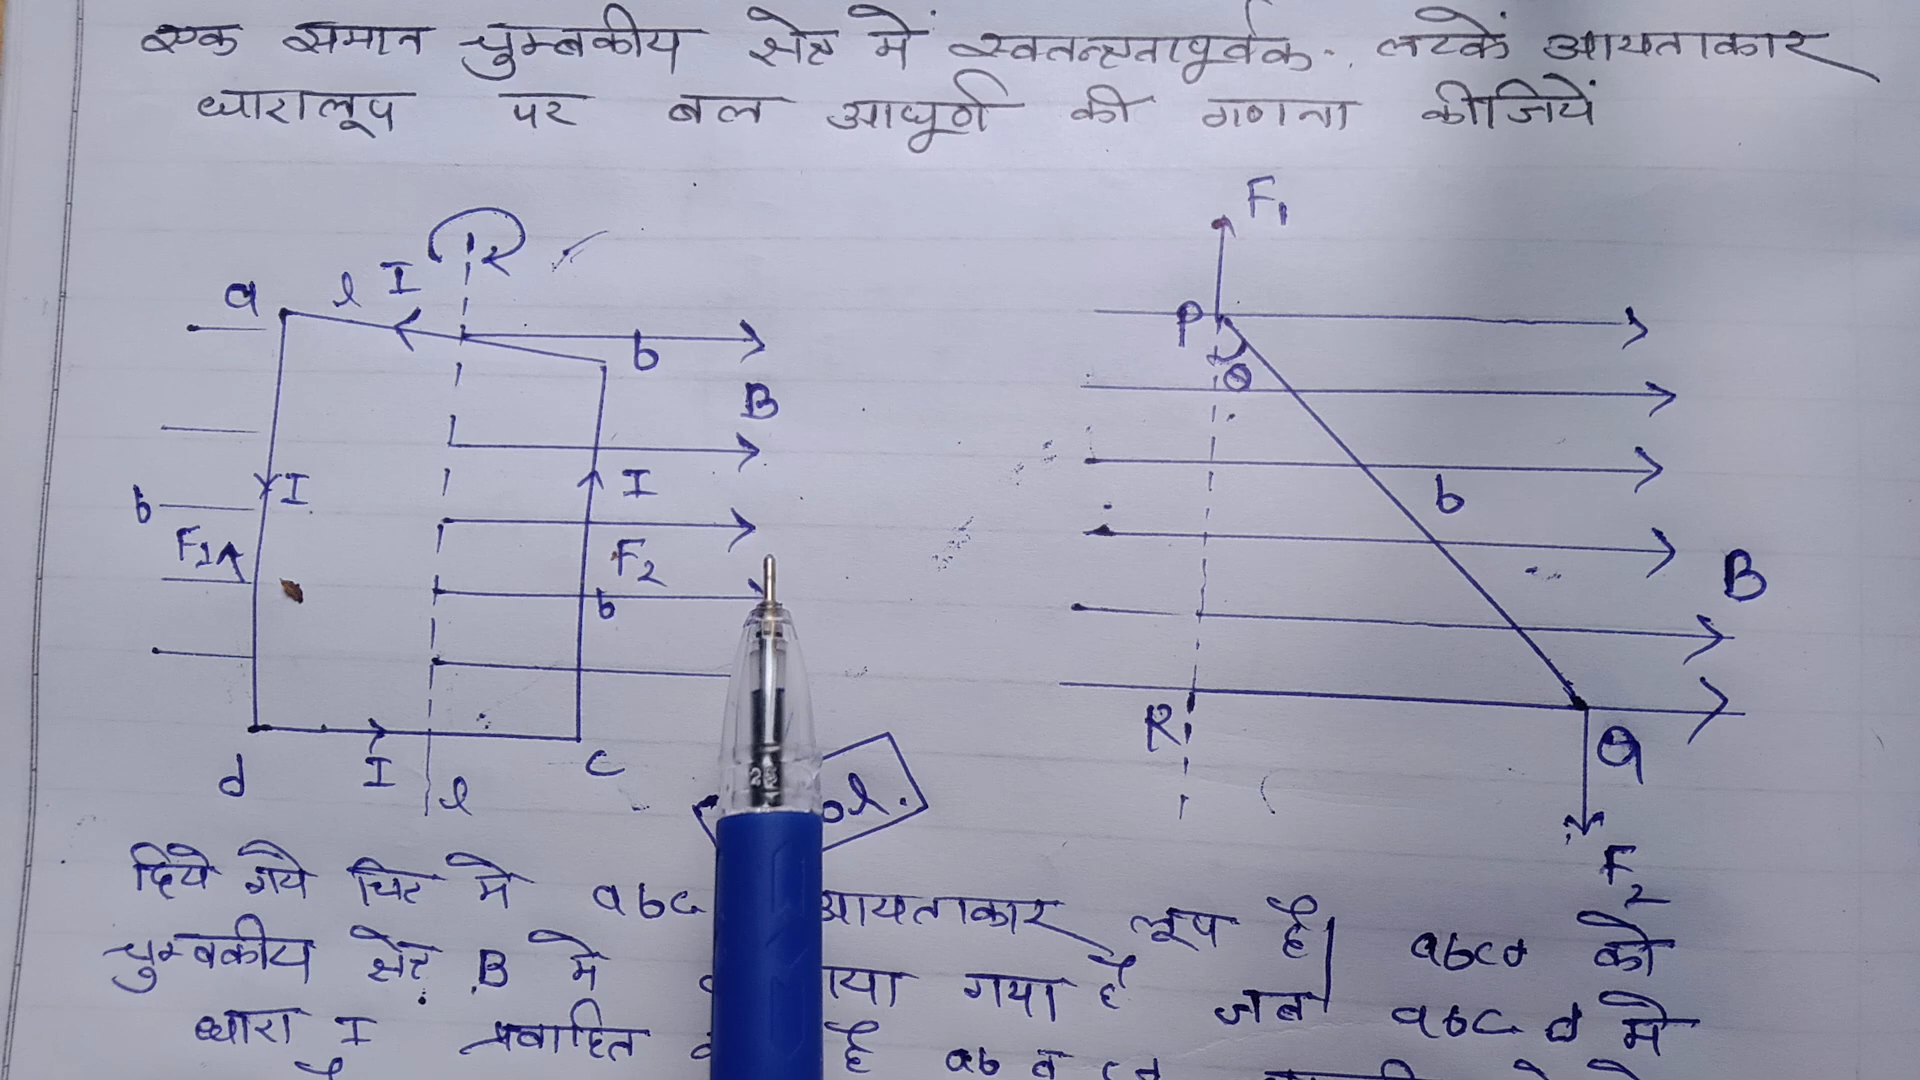 एक समान चुम्बकीय क्षेत्र में स्वतन्त्रतापूर्वक लटकें आयताकार
धारालूप पर बल आघूर्ण की गणना कीजियें
F1
a l I
b
P
θ
B
I I
b
F1 F2
b
b
B
R
Q
d I l c
F2
दिये गये चित्र में abc आयताकार लूप है। abcd को
चुम्बकीय क्षेत्र B में गया है जब abcd में
धारा I प्रवाहित है ab व cd